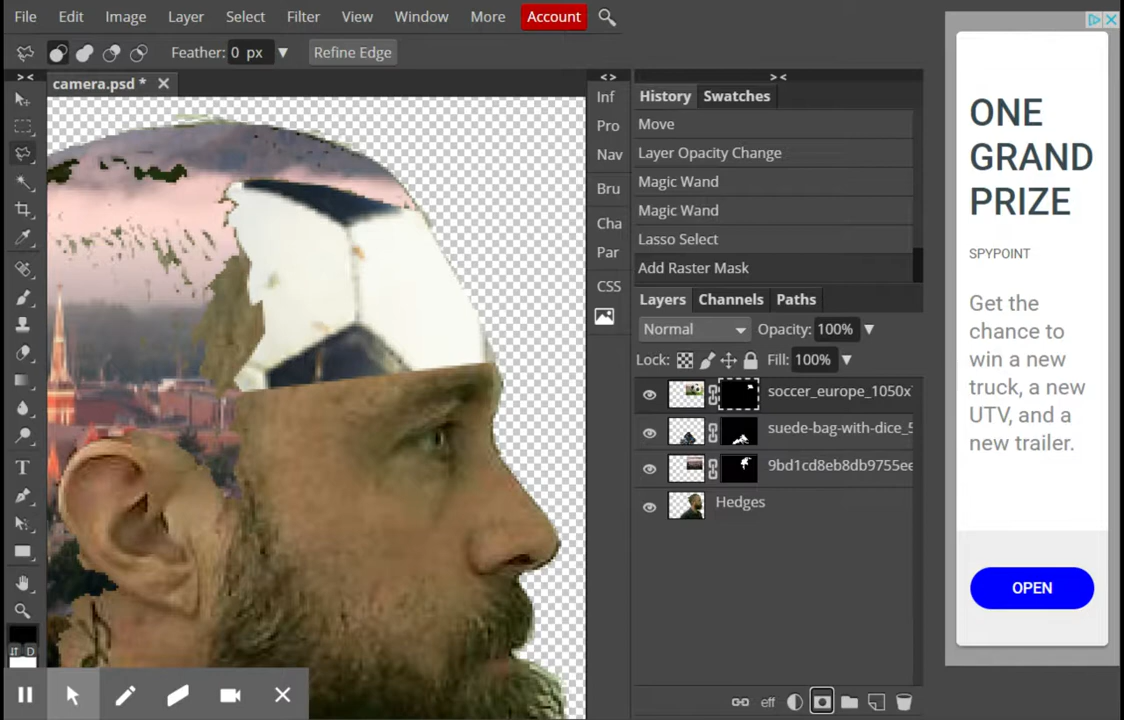 File Edit Image Layer Select Filter View Window More Account
Feather: 0 px Refine Edge
> <
camera.psd *
< >
Inf
Pro
Nav
Bru
Cha
Par
CSS
> <
History Swatches
Move
Layer Opacity Change
Magic Wand
Magic Wand
Lasso Select
Add Raster Mask
Layers Channels Paths
Normal Opacity: 100%
Lock: Fill: 100%
soccer_europe_1050x
suede-bag-with-dice_5
9bd1cd8eb8db9755ee
Hedges
eff
T
D
ONE
GRAND
PRIZE
SPYPOINT
Get the
chance to
win a new
truck, a new
UTV, and a
new trailer.
OPEN